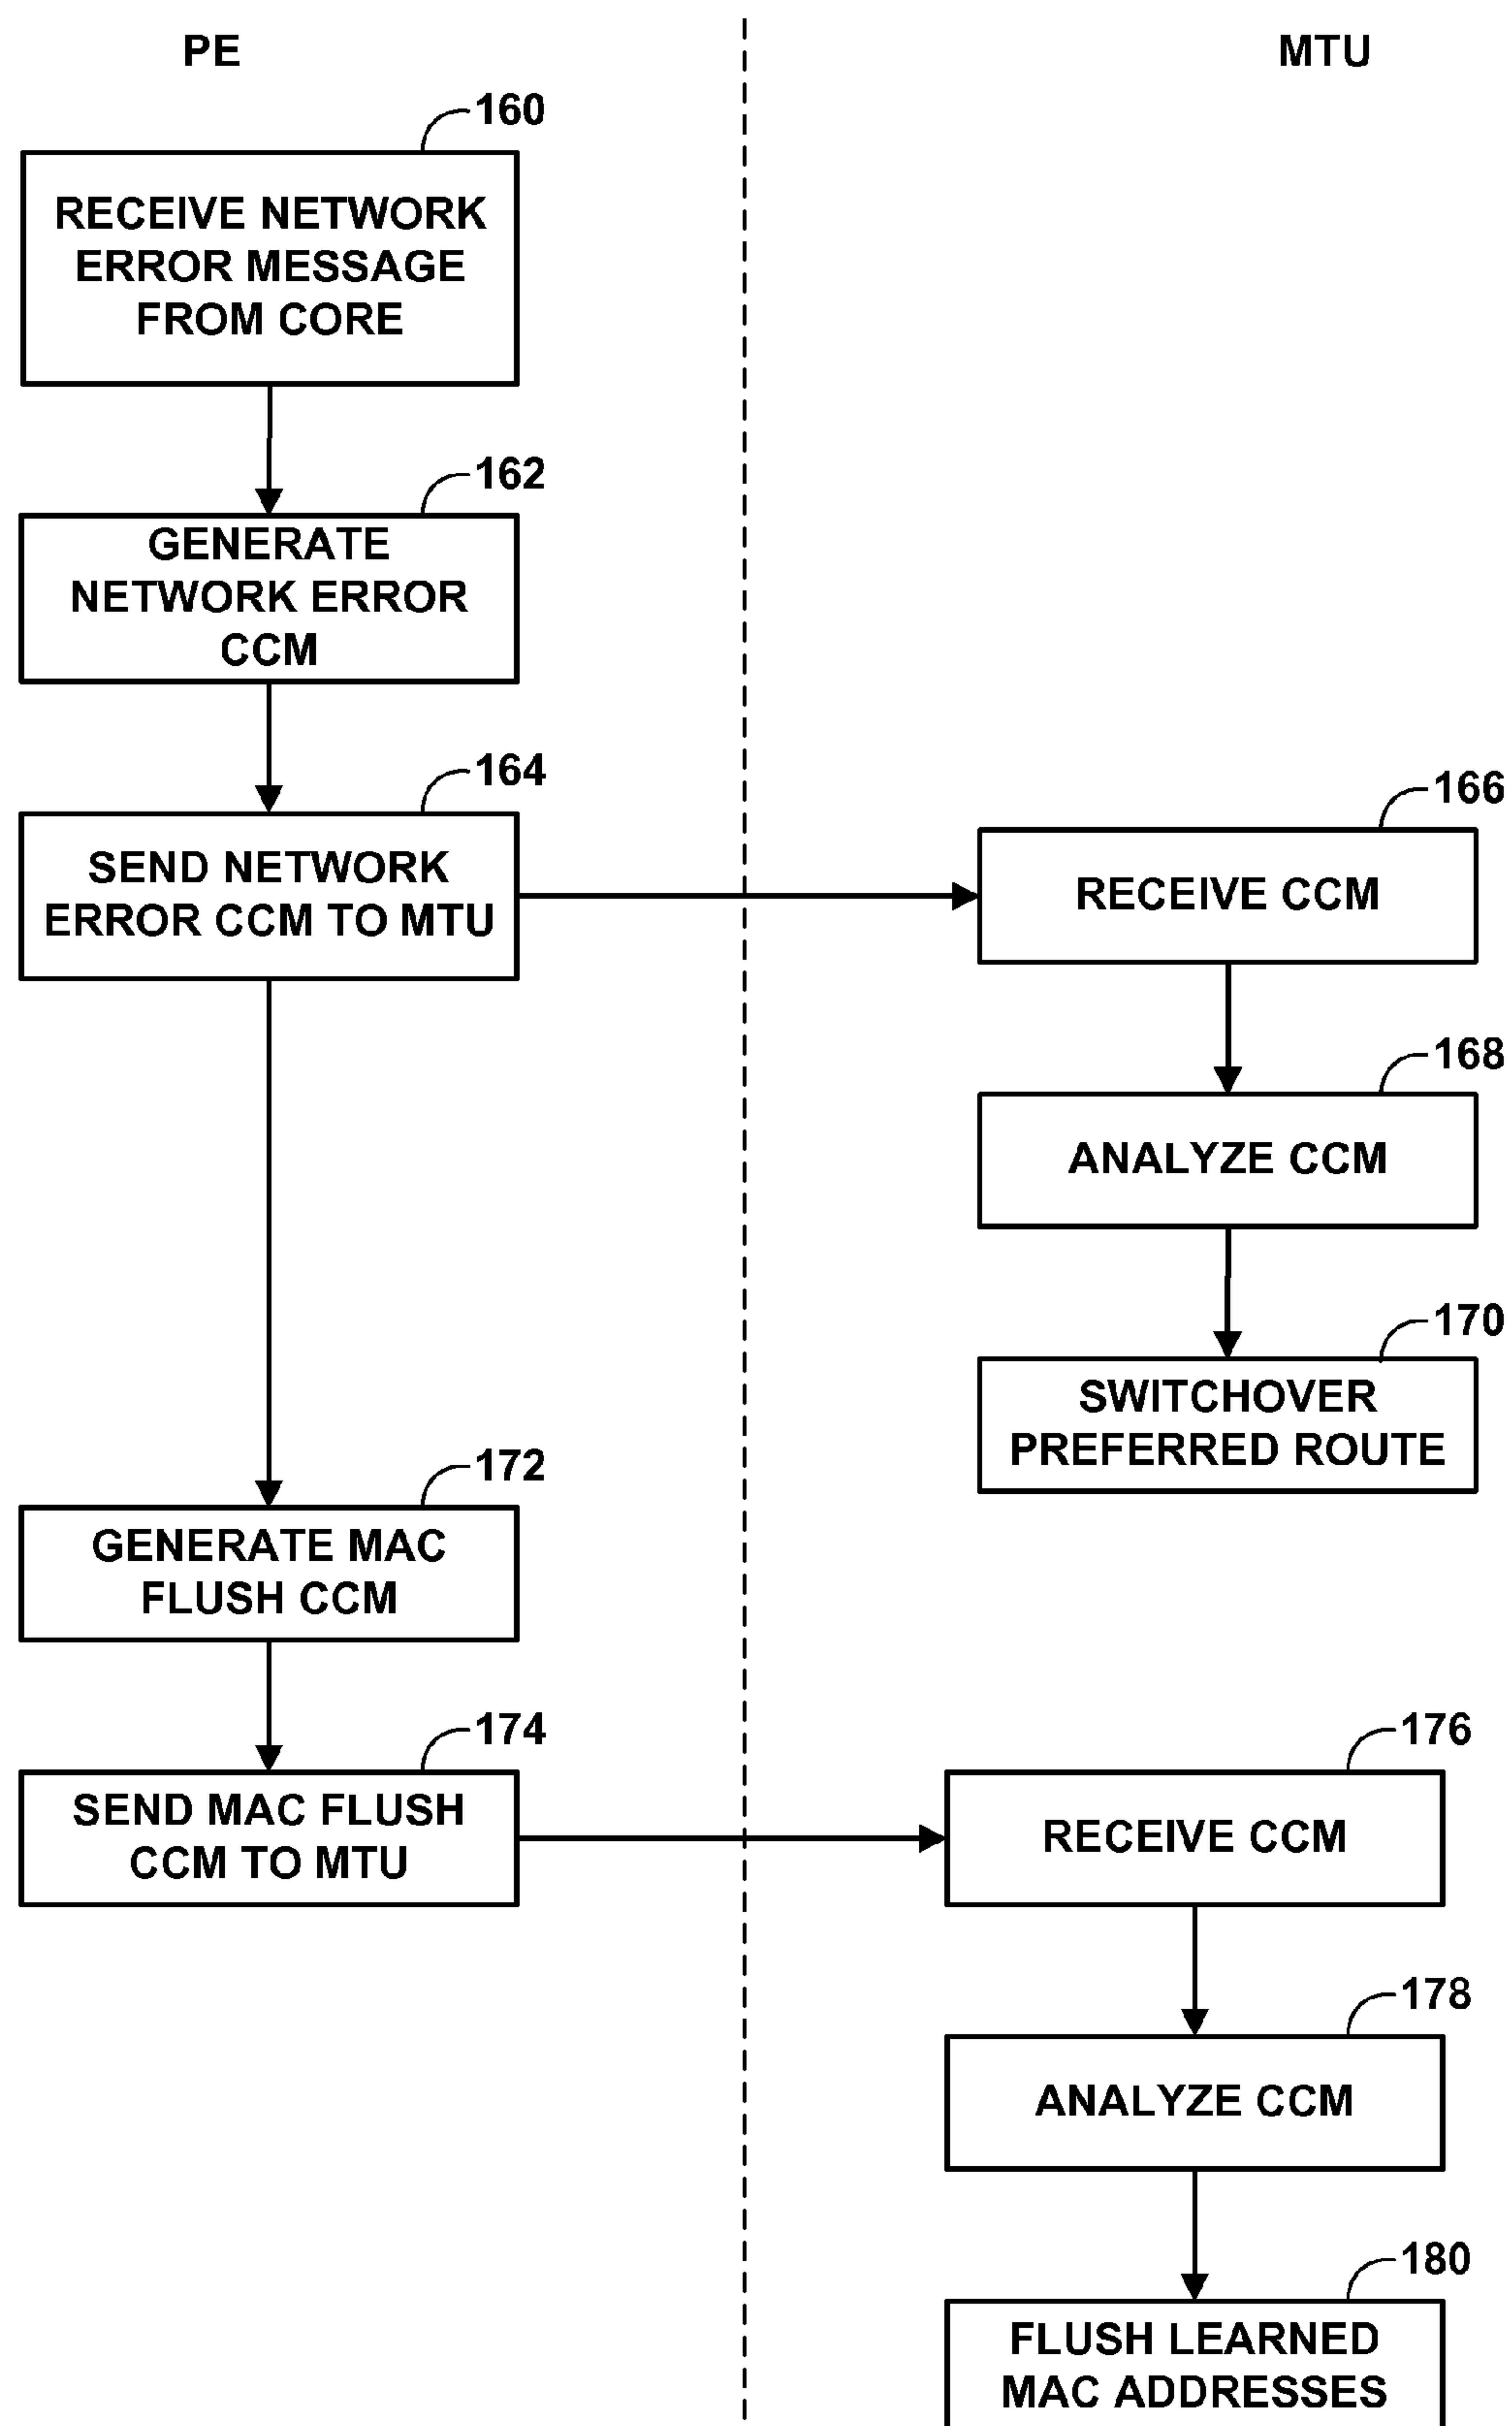 PE
MTU
160
RECEIVE NETWORK
ERROR MESSAGE
FROM CORE
162
GENERATE
NETWORK ERROR
CCM
164
SEND NETWORK
ERROR CCM TO MTU
166
RECEIVE CCM
168
ANALYZE CCM
170
SWITCHOVER
PREFERRED ROUTE
172
GENERATE MAC
FLUSH CCM
174
SEND MAC FLUSH
CCM TO MTU
176
RECEIVE CCM
178
ANALYZE CCM
180
FLUSH LEARNED
MAC ADDRESSES